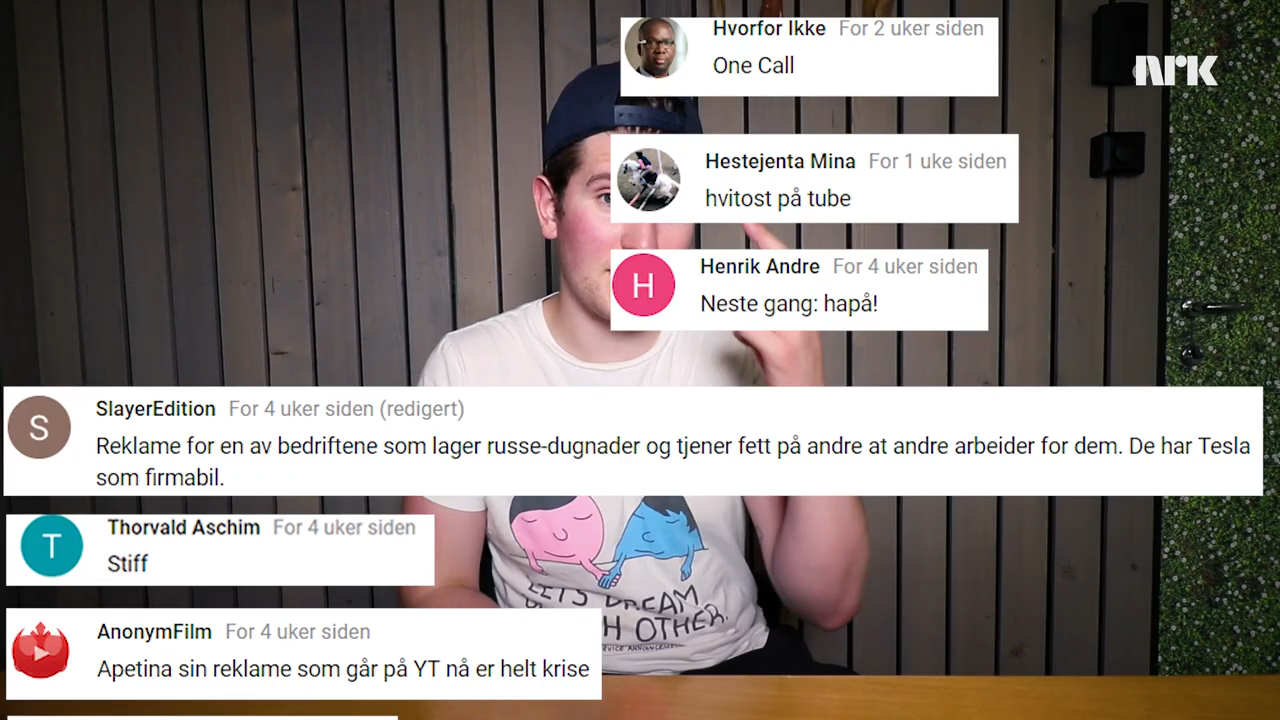 Hvorfor Ikke For 2 uker siden
One Call
nrk
Hestejenta Mina For 1 uke siden
hvitost på tube
H
Henrik Andre For 4 uker siden
Neste gang: hapå!
S
SlayerEdition For 4 uker siden (redigert)
Reklame for en av bedriftene som lager russe-dugnader og tjener fett på andre at andre arbeider for dem. De har Tesla
som firmabil.
T
Thorvald Aschim For 4 uker siden
Stiff
AnonymFilm For 4 uker siden
Apetina sin reklame som går på YT nå er helt krise
LET'S DREAM
H OTHER.